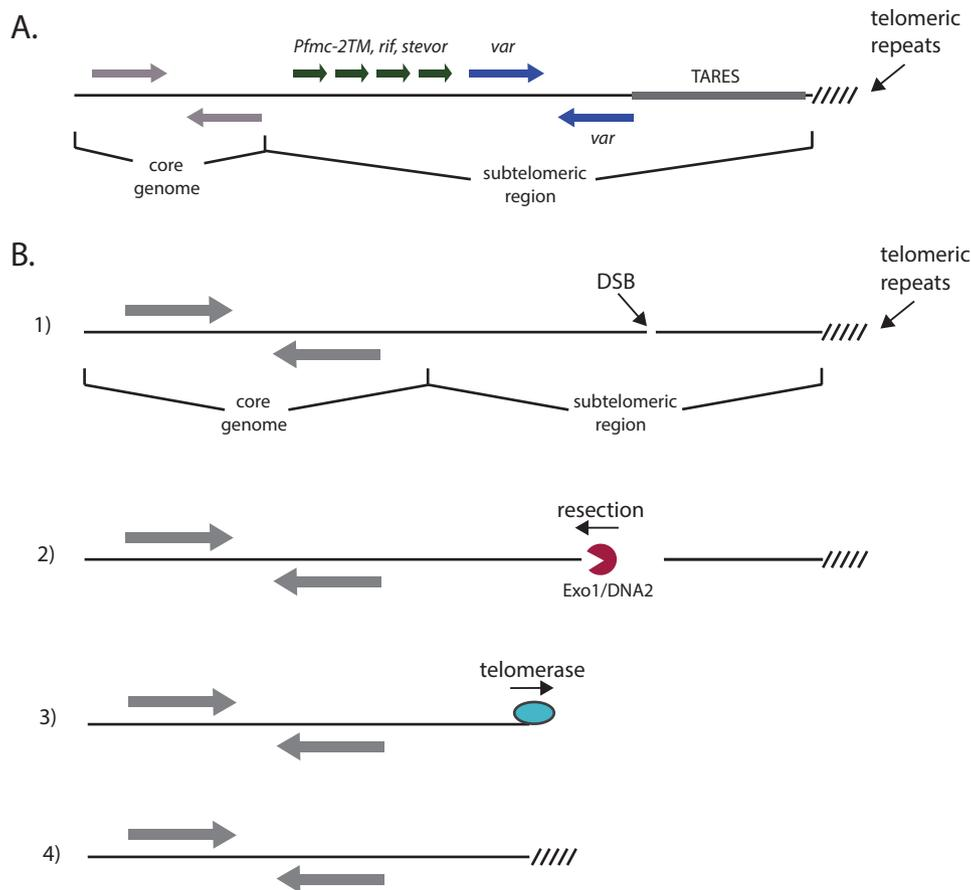 A.
Pfmc-2TM, rif, stevor
var
telomeric
repeats
TARES
var
core
genome
subtelomeric
region
B.
telomeric
repeats
DSB
1)
core
genome
subtelomeric
region
resection
2)
Exo1/DNA2
telomerase
3)
4)